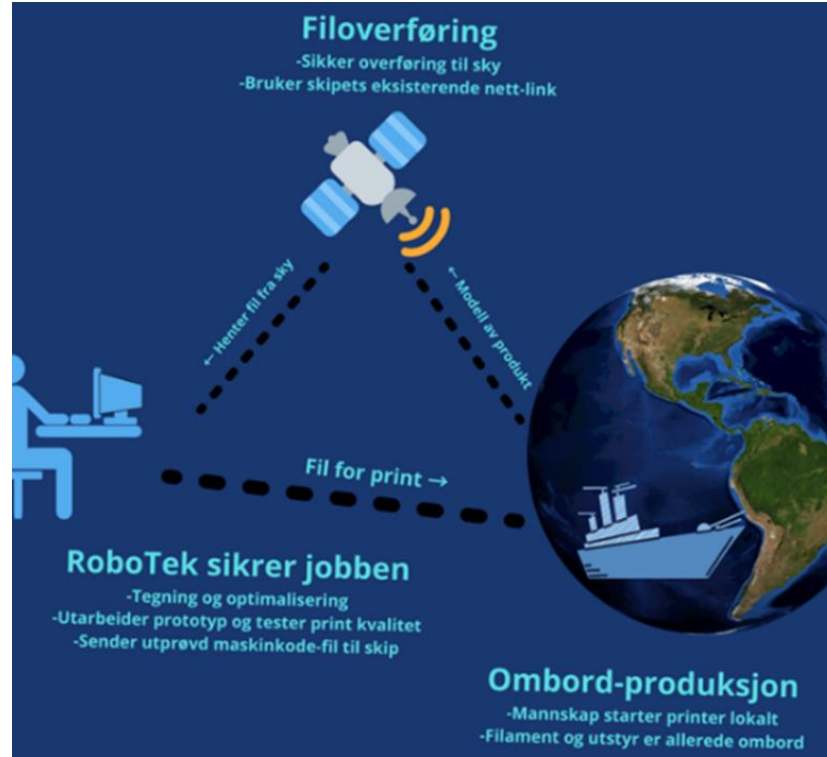 Filoverføring
-Sikker overføring til sky
-Bruker skipets eksisterende nett-link
← Henter fil fra sky
← Modell av produkt
Fil for print →
RoboTek sikrer jobben
-Tegning og optimalisering
-Utarbeider prototyp og tester print kvalitet
-Sender utprøvd maskinkode-fil til skip
Ombord-produksjon
-Mannskap starter printer lokalt
-Filament og utstyr er allerede ombord